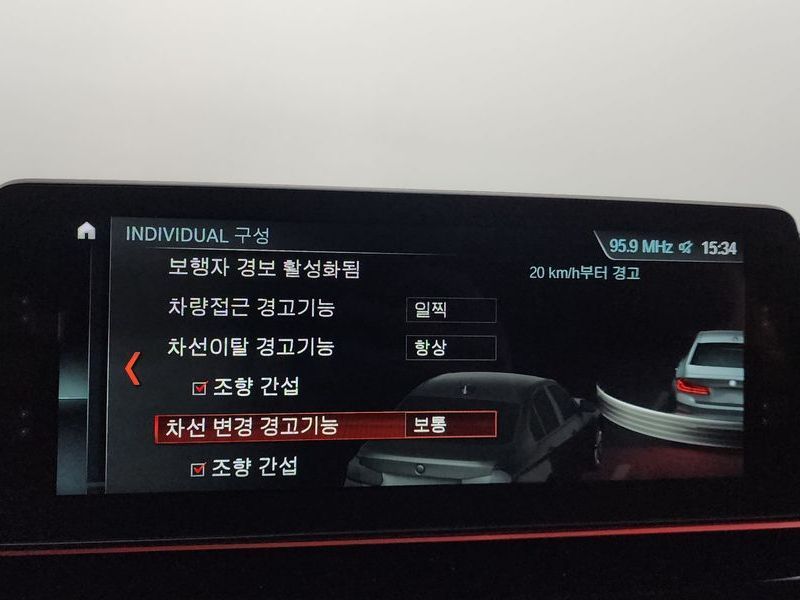 INDIVIDUAL 구성
95.9 MHz 15:34
보행자 경보 활성화됨
20 km/h부터 경고
차량접근 경고기능 일찍
차선이탈 경고기능 항상
조향 간섭
차선 변경 경고기능 보통
조향 간섭